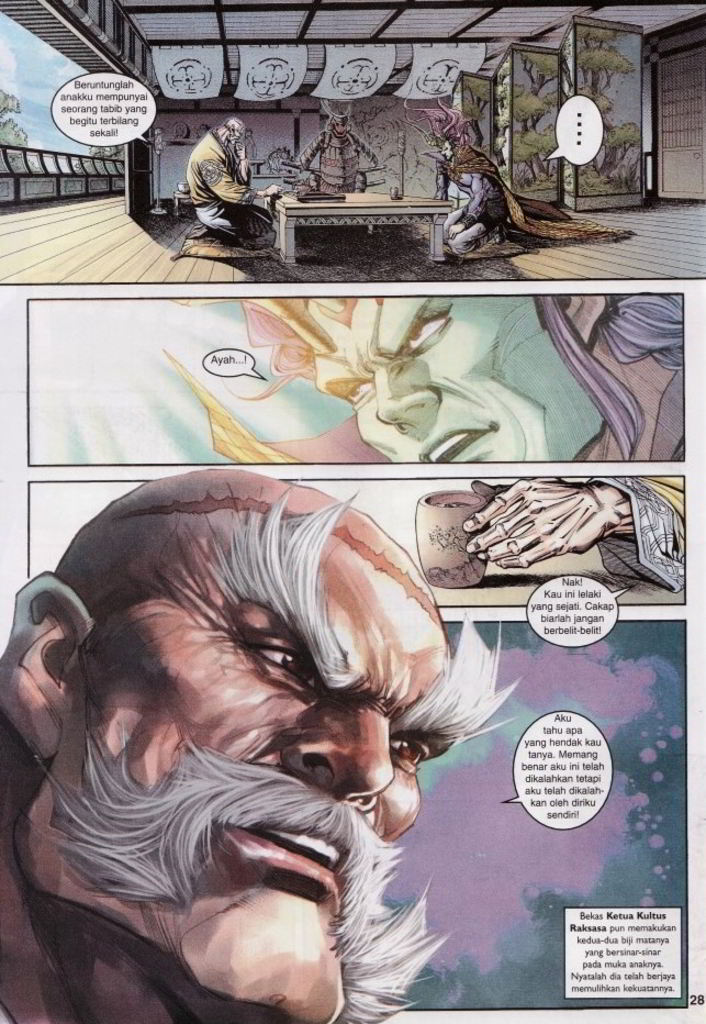 Beruntunglah
anakku mempunyai
seorang tabib yang
begitu terbilang
sekali!
Ayah...!
Nak!
Kau ini lelaki
yang sejati. Cakap
biarlah jangan
berbelit-belit!
Aku
tahu apa
yang hendak kau
tanya. Memang
benar aku ini telah
dikalahkan tetapi
aku telah dikalah-
kan oleh diriku
sendiri!
Bekas Ketua Kultus
Raksasa pun memakukan
kedua-dua biji matanya
yang bersinar-sinar
pada muka anaknya.
Nyatalah dia telah berjaya
memulihkan kekuatannya.
28